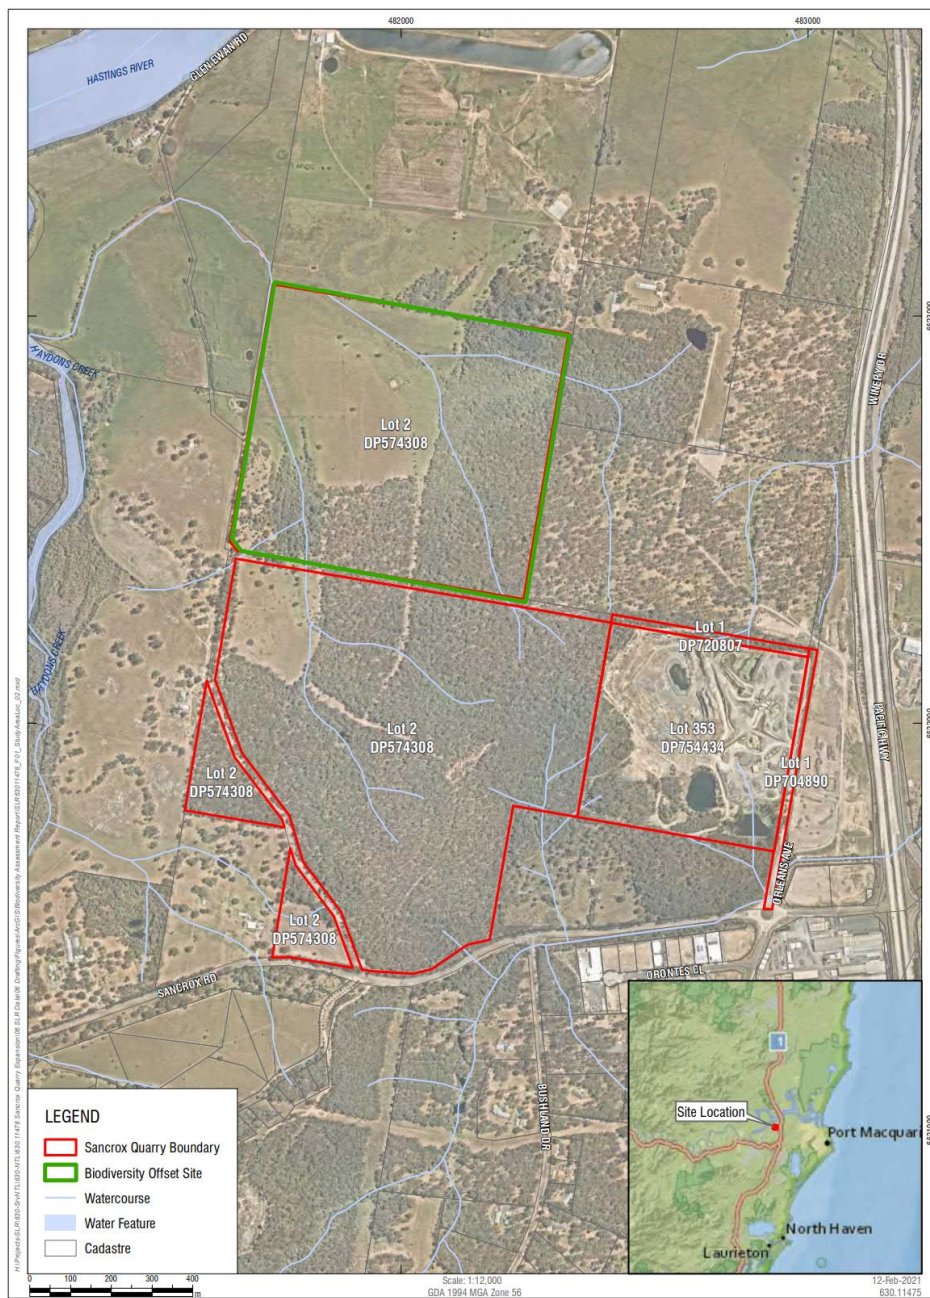 482000
483000
HASTINGS RIVER
GLEN EWAN RD
WINERY DR
HAYDONS CREEK
Lot 2
DP574308
Lot 1
DP720807
HAYDONS CREEK
PACIFIC HWY
Lot 2
DP574308
Lot 353
DP754434
Lot 1
DP704890
Lot 2
DP574308
ORLEANS AVE
Lot 2
DP574308
SANCROX RD
ORONTES CL
BUSHLAND DR
LEGEND
Sancrox Quarry Boundary
Biodiversity Offset Site
Watercourse
Water Feature
Cadastre
1
Site Location
Port Macquari
North Haven
Laurieton
0 100 200 300 400
m
Scale: 1:12,000
GDA 1994 MGA Zone 56
12-Feb-2021
630.11475